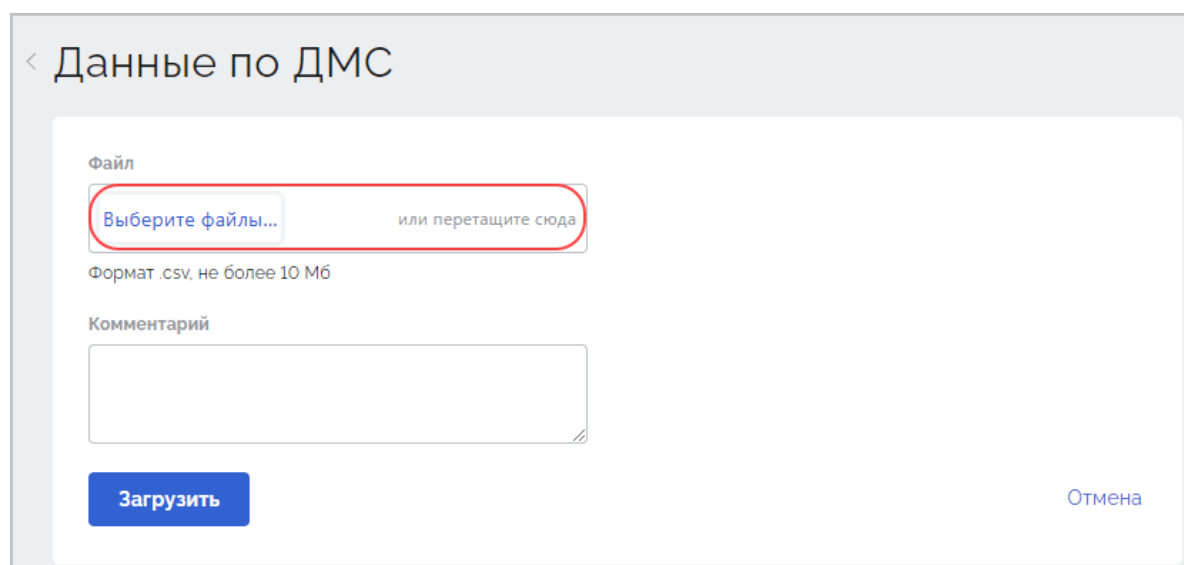 Данные по ДМС
Файл
Выберите файлы... или перетащите сюда
Формат .csv, не более 10 Мб
Комментарий
Загрузить Отмена